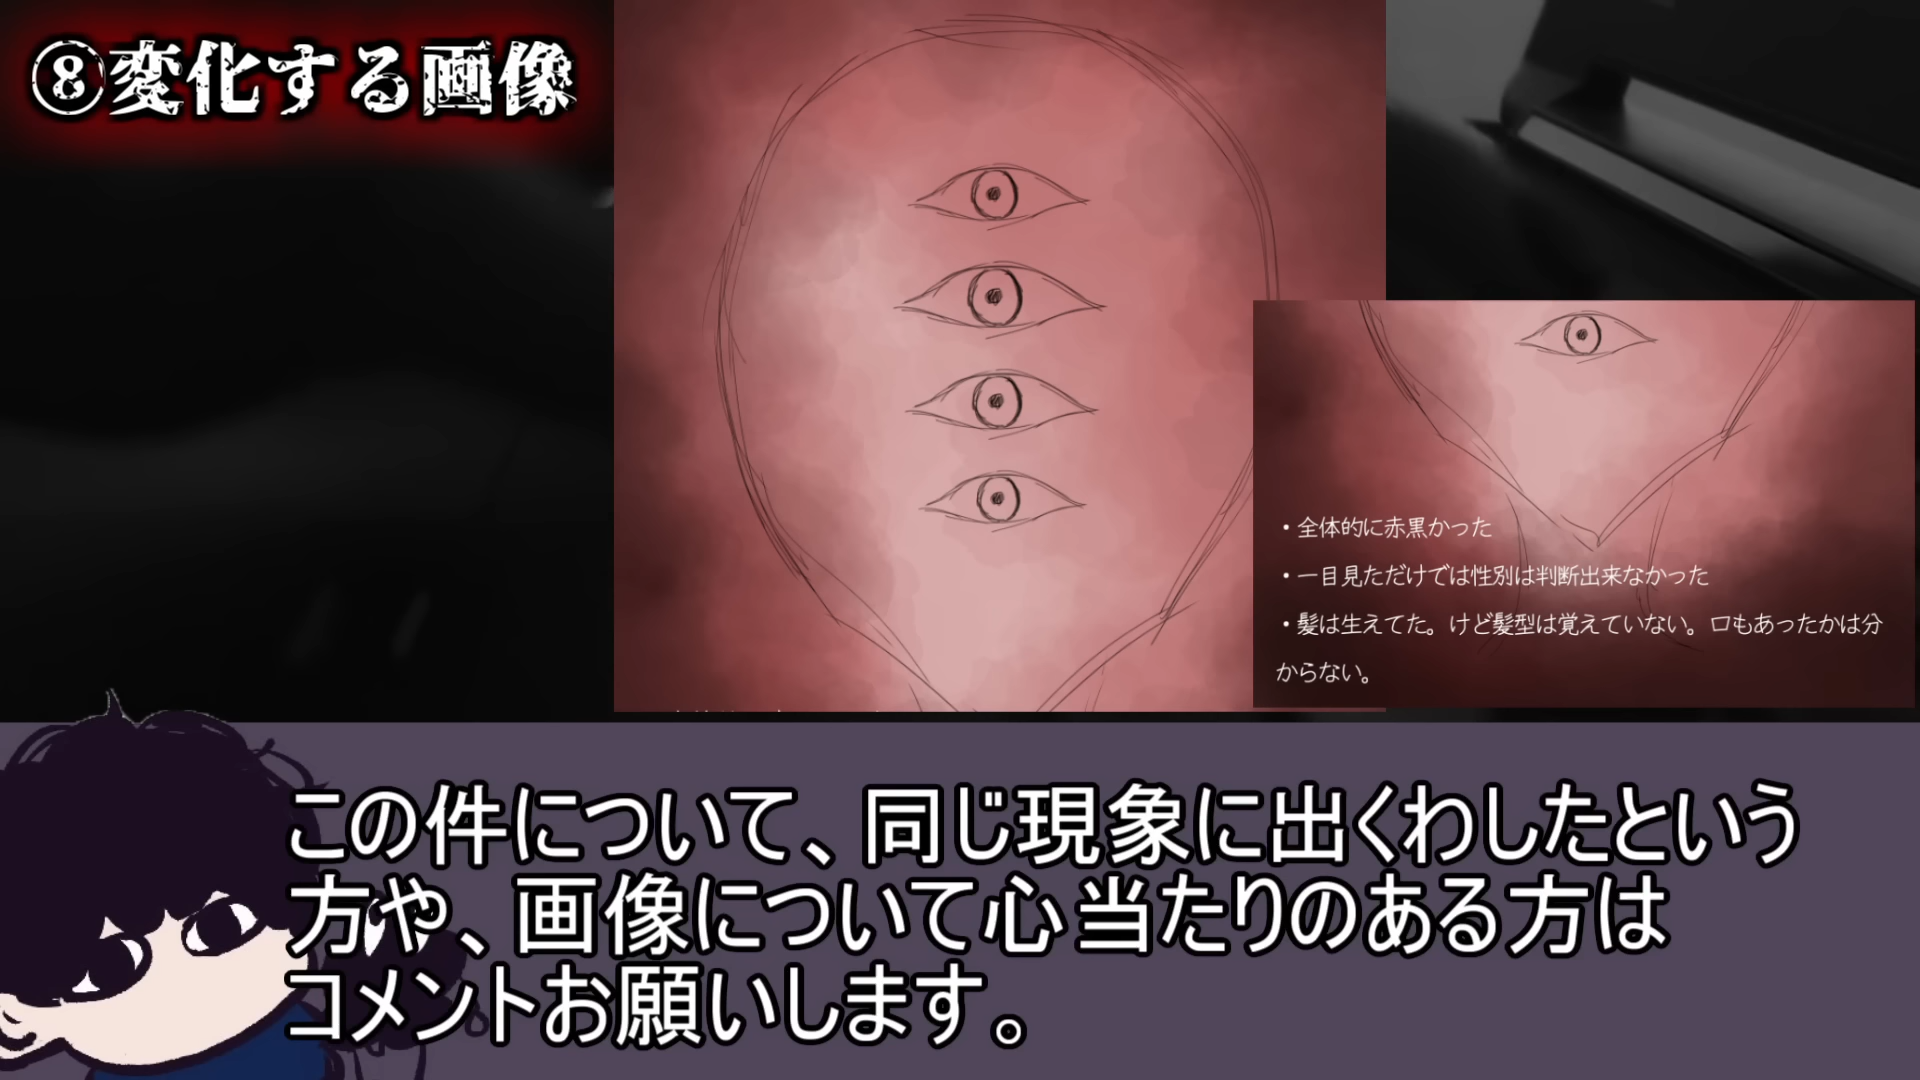 ⑧変化する画像
・全体的に赤黒かった
・一目見ただけでは性別は判断出来なかった
・髪は生えてた。けど髪型は覚えていない。口もあったかは分
からない。
この件について、同じ現象に出くわしたという
方や、画像について心当たりのある方は
コメントお願いします。